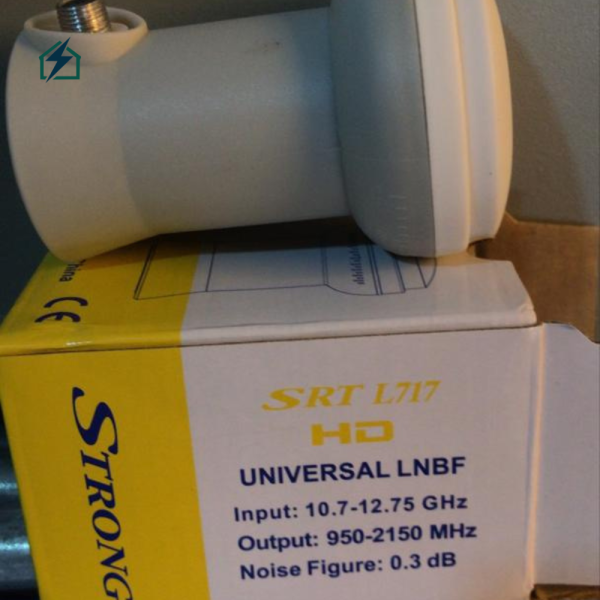 China CE
STRONG
SRT L717
HD
UNIVERSAL LNBF
Input: 10.7-12.75 GHz
Output: 950-2150 MHz
Noise Figure: 0.3 dB